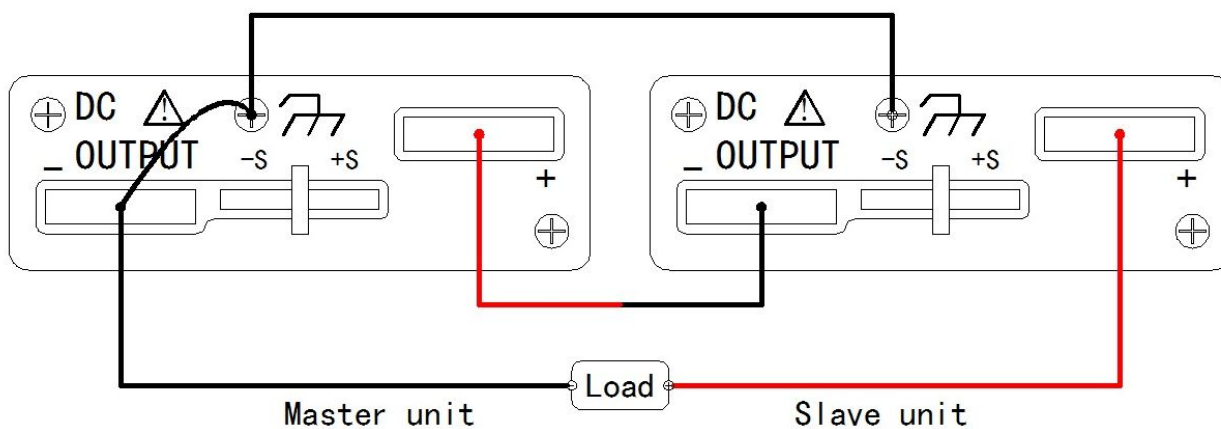 DC
_ OUTPUT
-S +S
+
DC
_ OUTPUT
-S +S
+
Load
Master unit
Slave unit